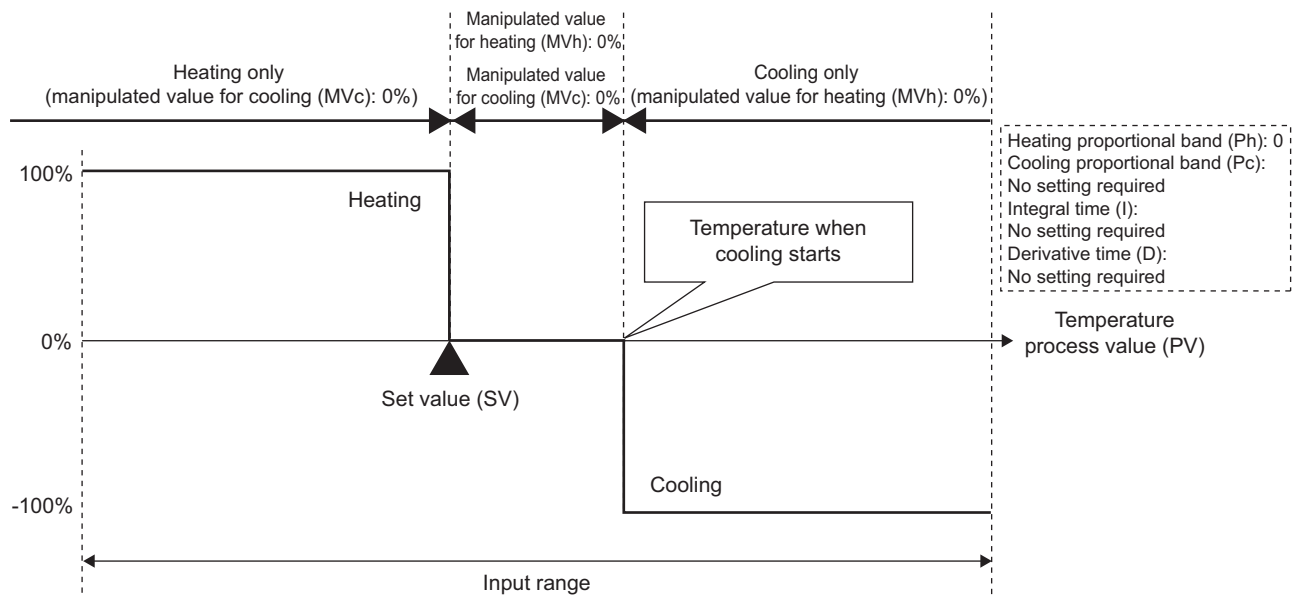 Manipulated value
for heating (MVh): 0%
Heating only
(manipulated value for cooling (MVc): 0%)
Manipulated value
for cooling (MVc): 0%
Cooling only
(manipulated value for heating (MVh): 0%)
Heating proportional band (Ph): 0
Cooling proportional band (Pc):
No setting required
Integral time (I):
No setting required
Derivative time (D):
No setting required
100%
Heating
Temperature when
cooling starts
0%
Temperature
process value (PV)
Set value (SV)
Cooling
-100%
Input range